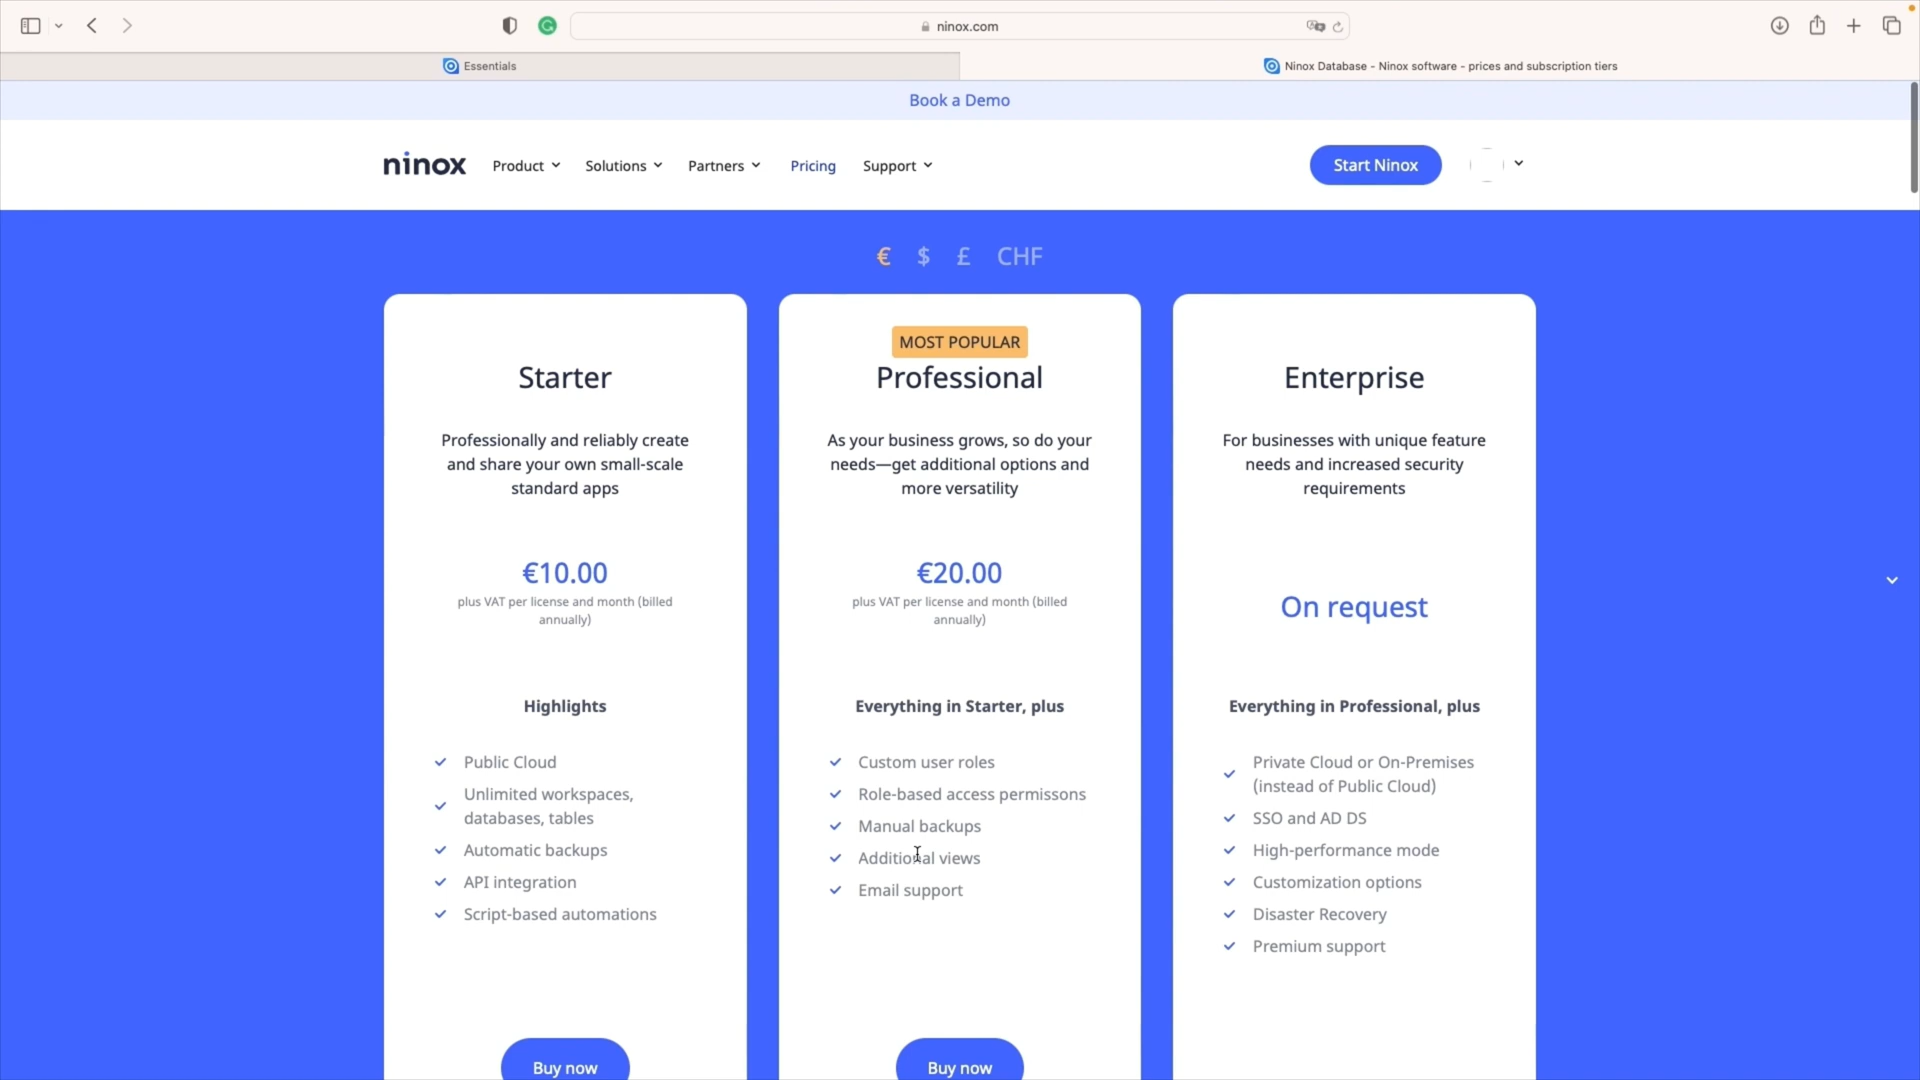 ninox.com
Essentials
Ninox Database - Ninox software - prices and subscription tiers
Book a Demo
ninox Product Solutions Partners Pricing Support Start Ninox
€ $ £ CHF
Starter
Professionally and reliably create
and share your own small-scale
standard apps
€10.00
plus VAT per license and month (billed
annually)
Highlights
Public Cloud
Unlimited workspaces,
databases, tables
Automatic backups
API integration
Script-based automations
Buy now
MOST POPULAR
Professional
As your business grows, so do your
needs—get additional options and
more versatility
€20.00
plus VAT per license and month (billed
annually)
Everything in Starter, plus
Custom user roles
Role-based access permissons
Manual backups
Additional views
Email support
Buy now
Enterprise
For businesses with unique feature
needs and increased security
requirements
On request
Everything in Professional, plus
Private Cloud or On-Premises
(instead of Public Cloud)
SSO and AD DS
High-performance mode
Customization options
Disaster Recovery
Premium support